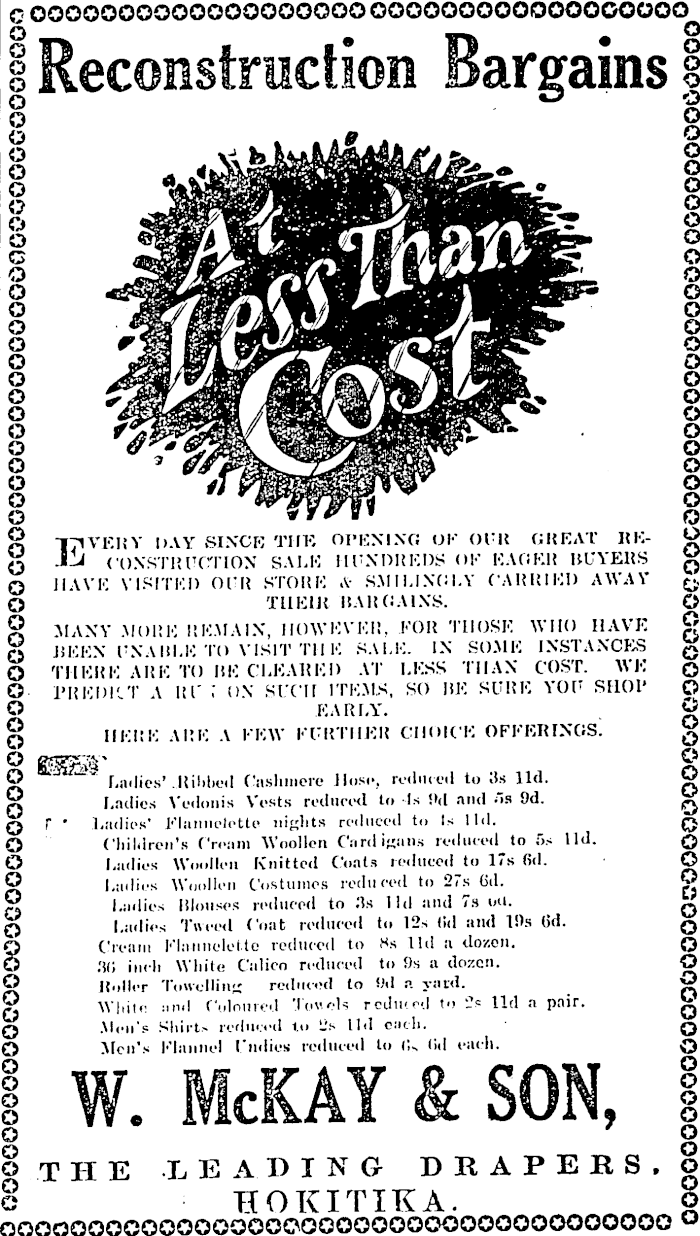 Reconstruction Bargains
At
Less Than
Cost
EVERY DAY SINCE THE OPENING OF OUR GREAT RE-
CONSTRUCTION SALE HUNDREDS OF EAGER BUYERS
HAVE VISITED OUR STORE & SMILINGLY CARRIED AWAY
THEIR BARGAINS.
MANY MORE REMAIN, HOWEVER, FOR THOSE WHO HAVE
BEEN UNABLE TO VISIT THE SALE. IN SOME INSTANCES
THERE ARE TO BE CLEARED AT LESS THAN COST. WE
PREDICT A ON SUCH ITEMS, SO BE SURE YOU SHOP
EARLY.
HERE ARE A FEW FURTHER CHOICE OFFERINGS.
Ladies' Ribbed Cashmere Hose, reduced to 3s 11d.
Ladies Vedonis Vests reduced to 4s 9d and 5s 9d.
Ladies' Flannelette nights reduced to 4s 11d.
Children's Cream Woollen Cardigans reduced to 5s 11d.
Ladies Woollen Knitted Coats reduced to 17s 6d.
Ladies Woollen Costumes reduced to 27s 6d.
Ladies Blouses reduced to 3s 11d and 7s 6d.
Ladies Tweed Coat reduced to 12s 6d and 19s 6d.
Cream Flannelette reduced to 8s 11d a dozen.
36 inch White Calico reduced to 9s a dozen.
Roller Towelling reduced to 9d a yard.
White and Coloured Towels reduced to 2s 11d a pair.
Men's Shirts reduced to 2s 11d each.
Men's Flannel Undies reduced to 6s 6d each.
W. McKAY & SON,
THE LEADING DRAPERS,
HOKITIKA.